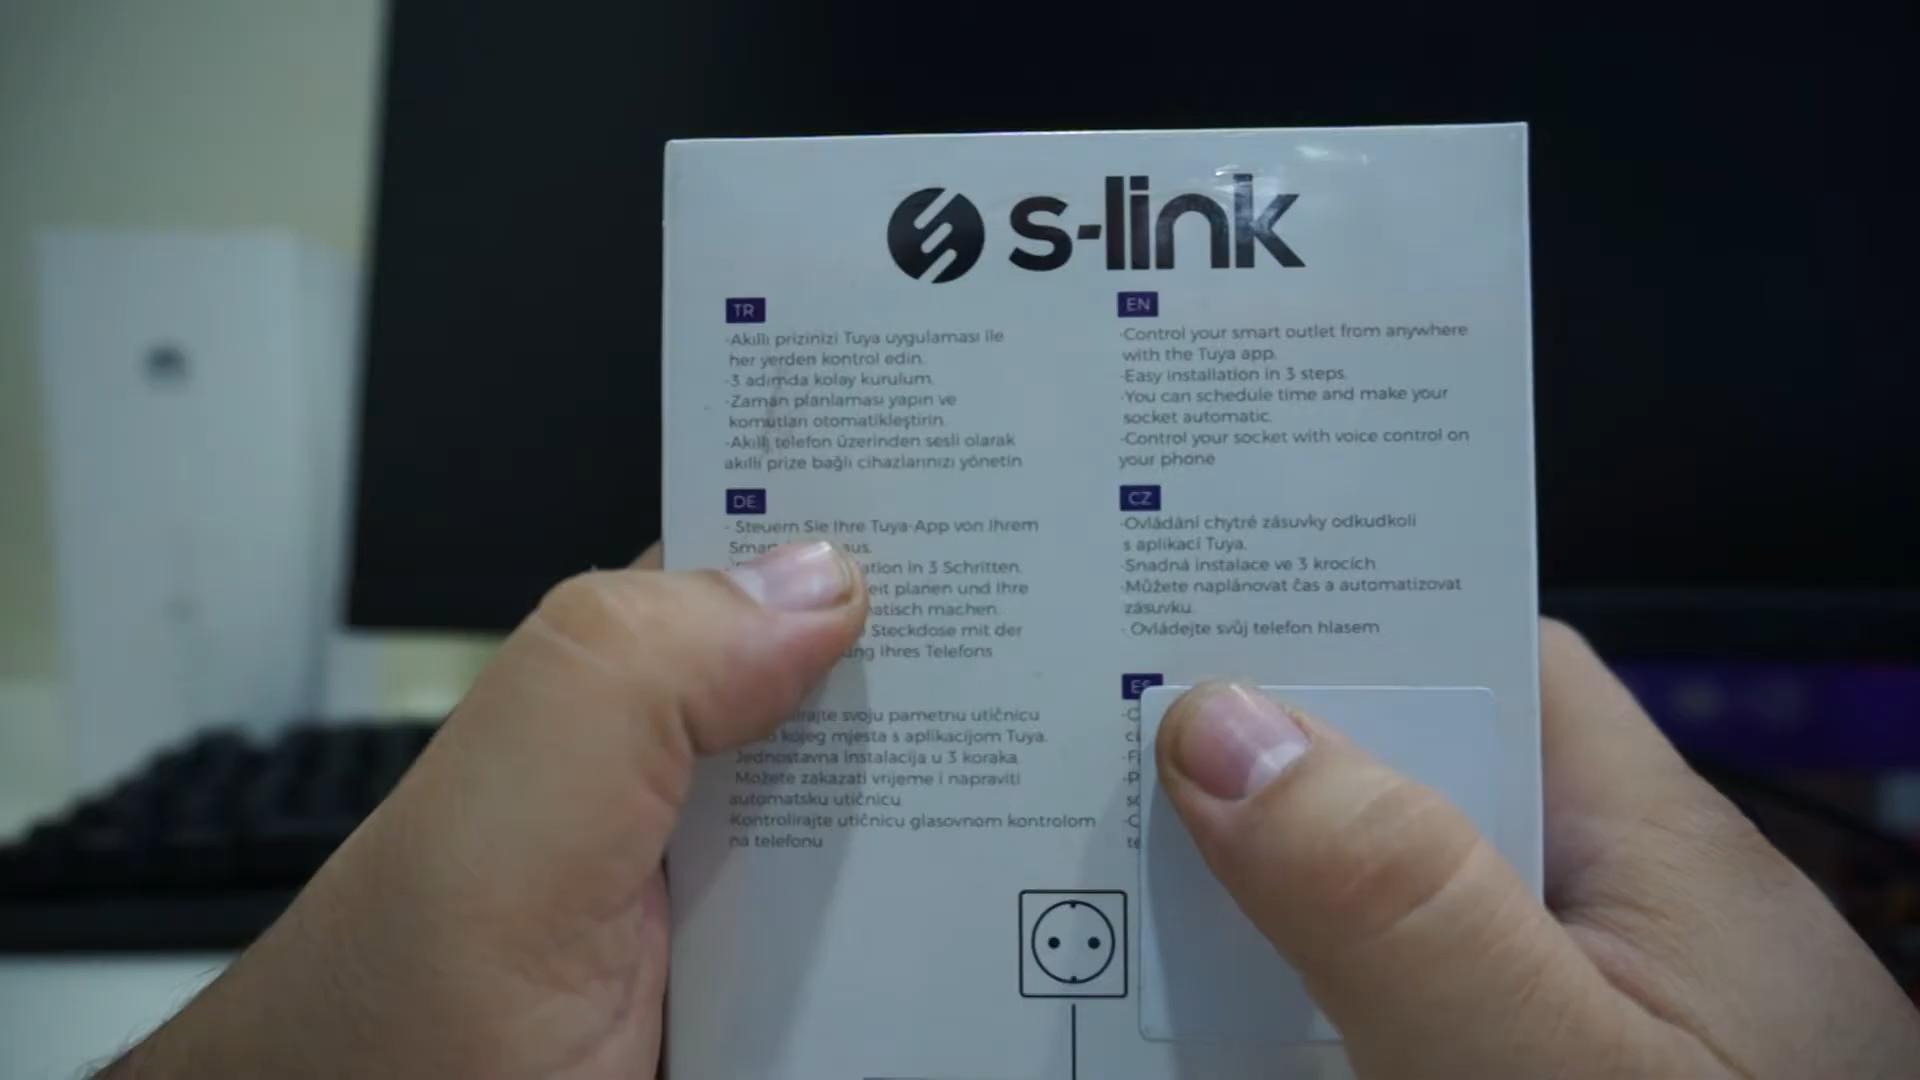 s-link
TR
-Akıllı prizinizi Tuya uygulaması ile
her yerden kontrol edin.
-3 adımda kolay kurulum.
-Zaman planlaması yapın ve
komutları otomatikleştirin.
-Akıllı telefon üzerinden sesli olarak
akıllı prize bağlı cihazlarınızı yönetin
EN
-Control your smart outlet from anywhere
with the Tuya app.
-Easy installation in 3 steps.
-You can schedule time and make your
socket automatic.
-Control your socket with voice control on
your phone
DE
- Steuern Sie Ihre Tuya-App von Ihrem
aus.
in 3 Schritten.
planen und Ihre
machen.
Steckdose mit der
Ihres Telefons
CZ
-Ovládání chytré zásuvky odkudkoli
s aplikací Tuya.
-Snadná instalace ve 3 krocích
-Můžete naplánovat čas a automatizovat
zásuvku.
- Ovládejte svůj telefon hlasem
svoju pametnu utičnicu
kojeg mjesta s aplikacijom Tuya.
Jednostavna instalacija u 3 koraka
Možete zakazati vrijeme i napraviti
automatsku utičnicu
Kontrolirajte utičnicu glasovnom kontrolom
na telefonu
ES